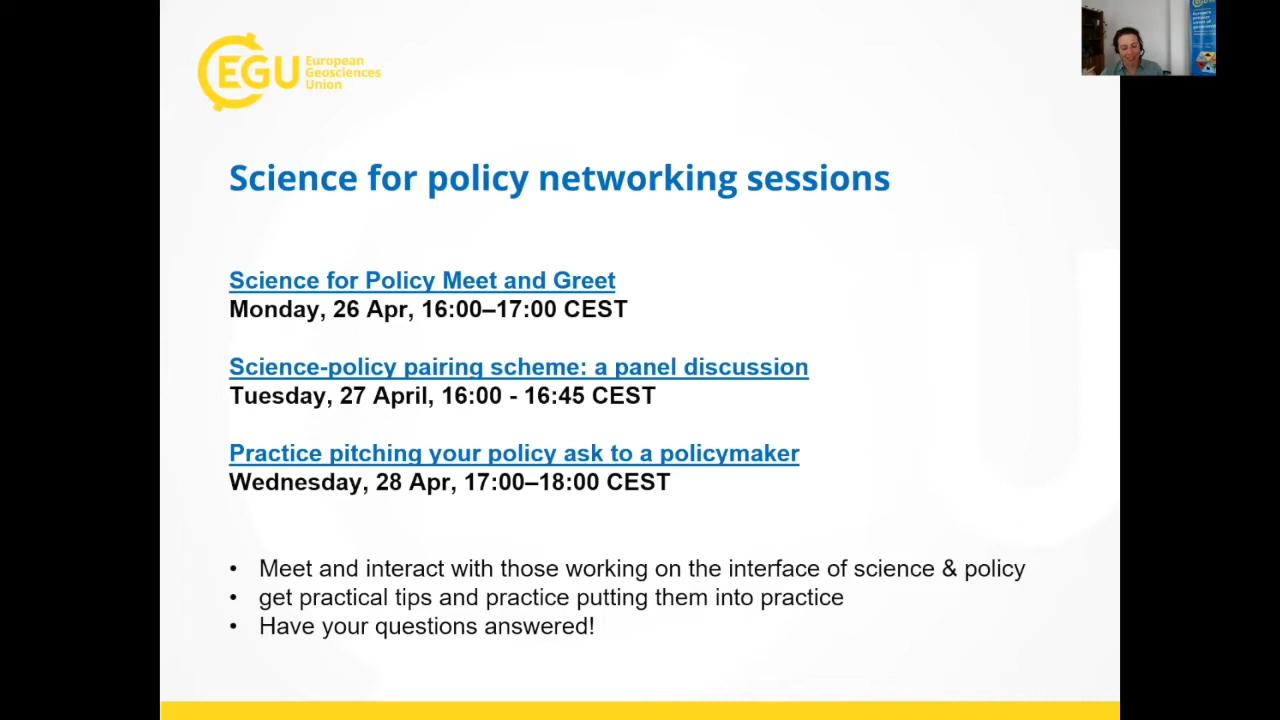 EGU
European
Geosciences
Union
Science for policy networking sessions
Science for Policy Meet and Greet
Monday, 26 Apr, 16:00–17:00 CEST
Science-policy pairing scheme: a panel discussion
Tuesday, 27 April, 16:00 - 16:45 CEST
Practice pitching your policy ask to a policymaker
Wednesday, 28 Apr, 17:00–18:00 CEST
• Meet and interact with those working on the interface of science & policy
• get practical tips and practice putting them into practice
• Have your questions answered!